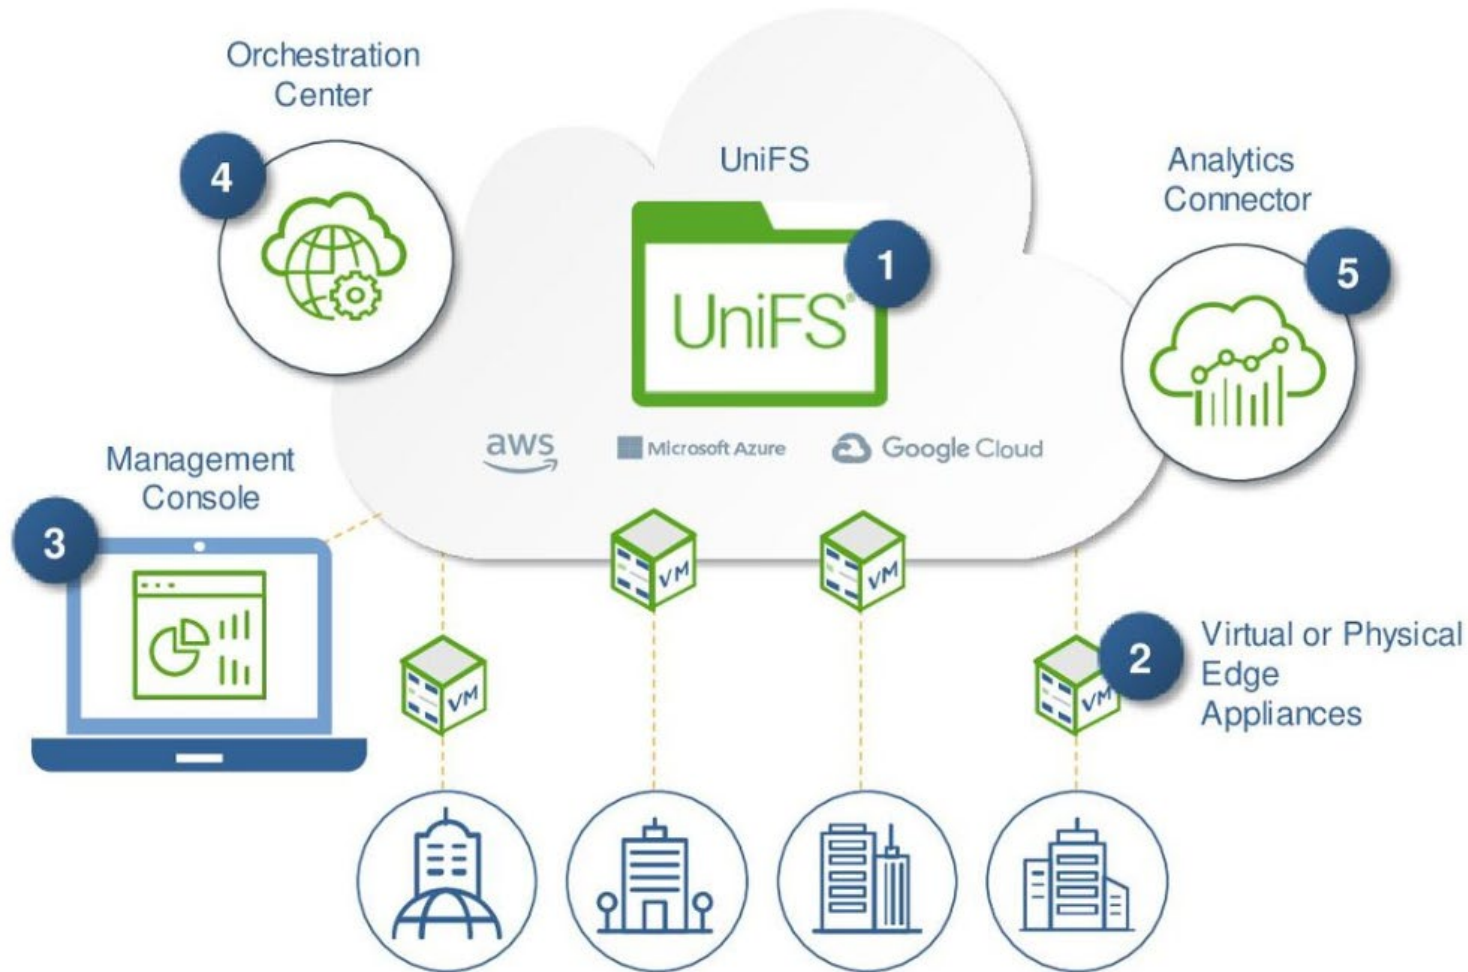 Orchestration
Center
4
UniFS
1
UniFS®
Analytics
Connector
5
aws
Microsoft Azure
Google Cloud
Management
Console
3
VM
VM
VM
VM
2
Virtual or Physical
Edge
Appliances